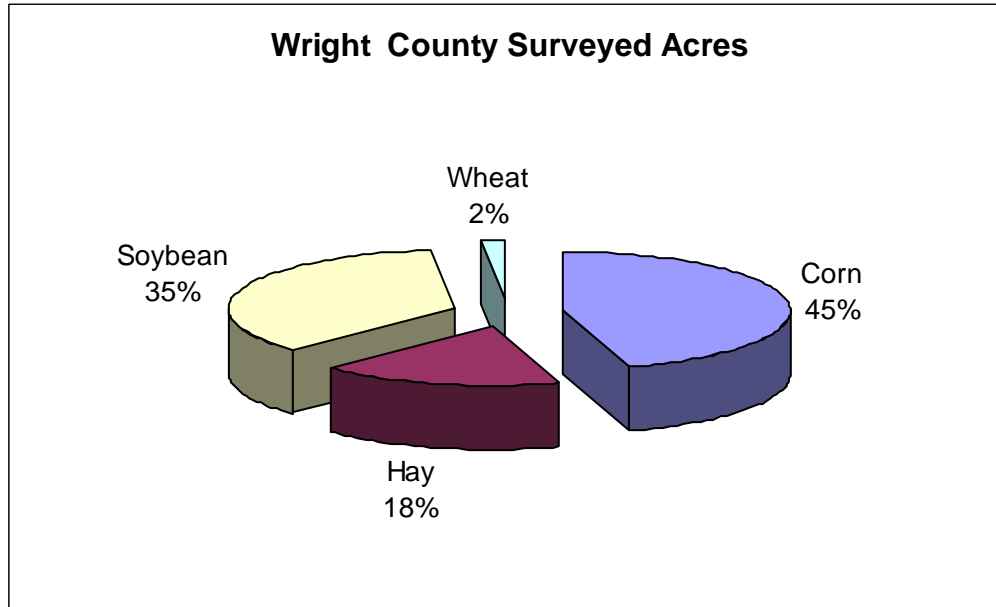 Wright County Surveyed Acres
Wheat
2%
Soybean
35%
Corn
45%
Hay
18%